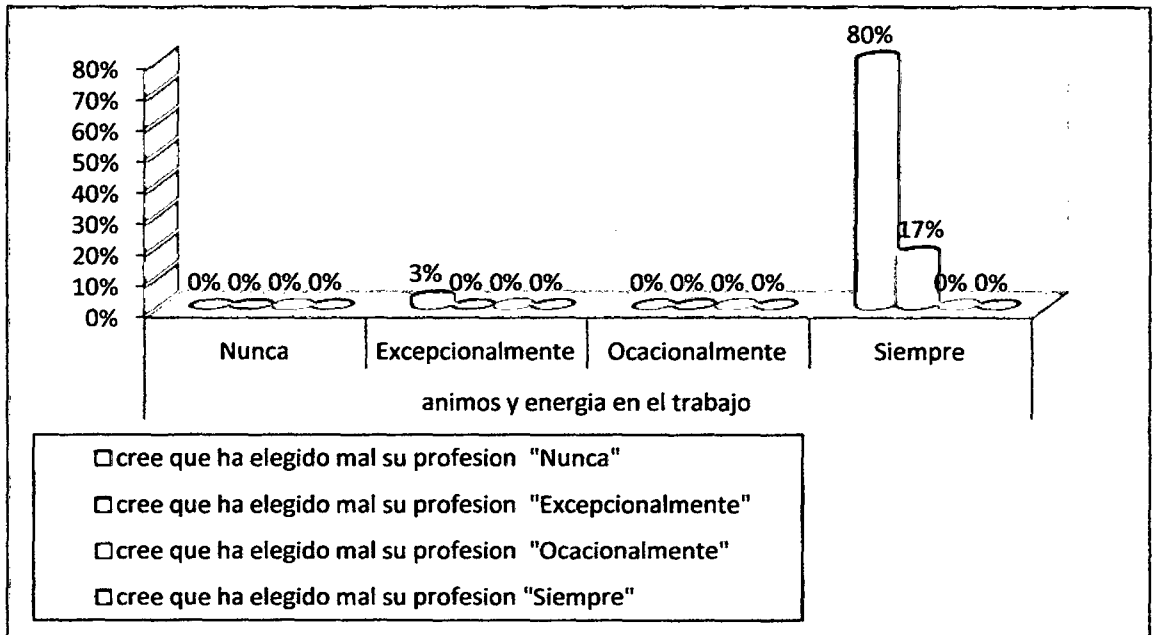 80%
80%
70%
60%
50%
40%
30%
20%
10%
0%
0% 0% 0% 0%
3% 0% 0% 0%
0% 0% 0% 0%
17%
0% 0%
Nunca
Excepcionalmente
Ocacionalmente
Siempre
animos y energia en el trabajo
cree que ha elegido mal su profesion "Nunca"
cree que ha elegido mal su profesion "Excepcionalmente"
cree que ha elegido mal su profesion "Ocacionalmente"
cree que ha elegido mal su profesion "Siempre"